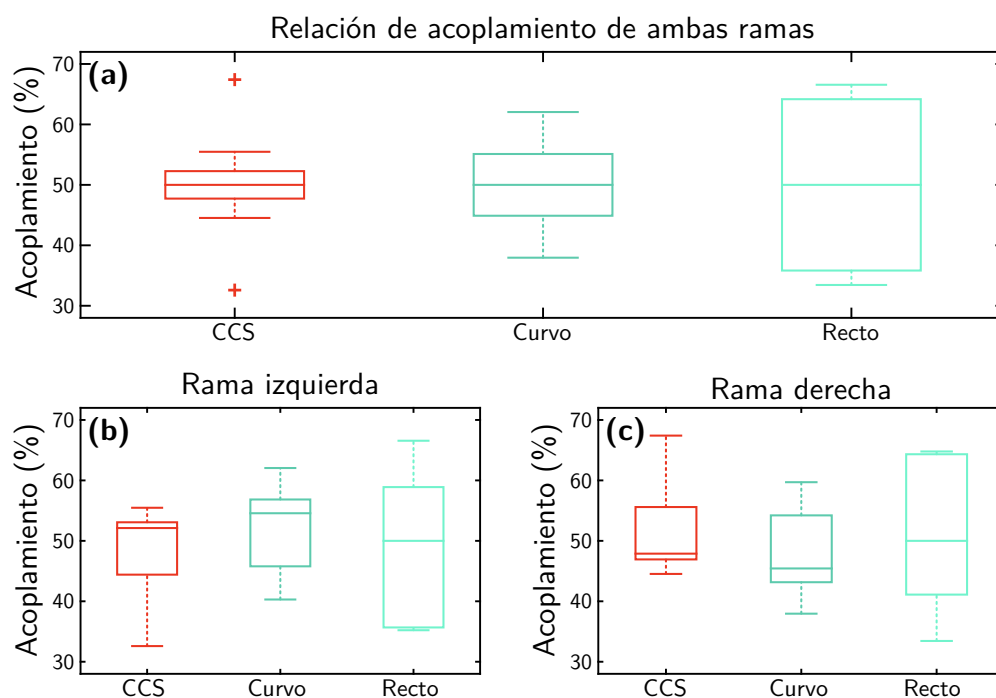 Relación de acoplamiento de ambas ramas
(a)
Acoplamiento (%)
70
60
50
40
30
CCS Curvo Recto
Rama izquierda
(b)
Acoplamiento (%)
70
60
50
40
30
CCS Curvo Recto
Rama derecha
(c)
Acoplamiento (%)
70
60
50
40
30
CCS Curvo Recto